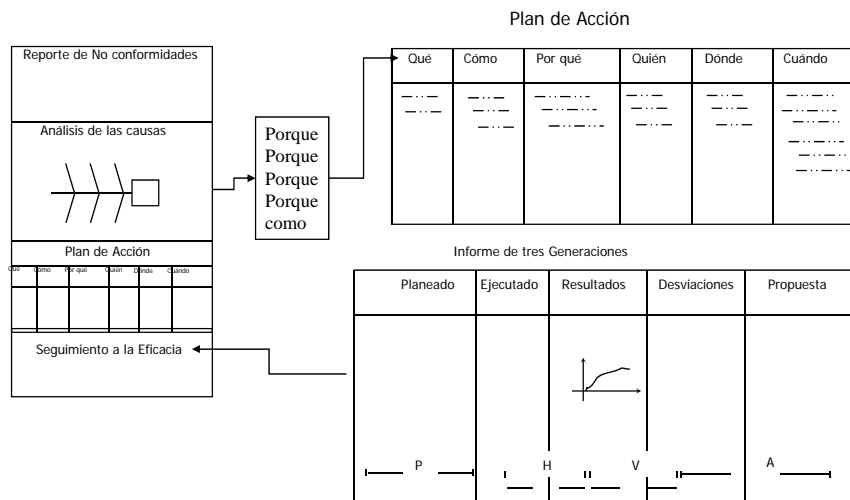 Plan de Acción
Reporte de No conformidades
Análisis de las causas
Plan de Acción
Qué Cómo Por qué Quién Dónde Cuándo
Seguimiento a la Eficacia
Porque
Porque
Porque
Porque
como
Qué Cómo Por qué Quién Dónde Cuándo
Informe de tres Generaciones
Planeado Ejecutado Resultados Desviaciones Propuesta
P H V A